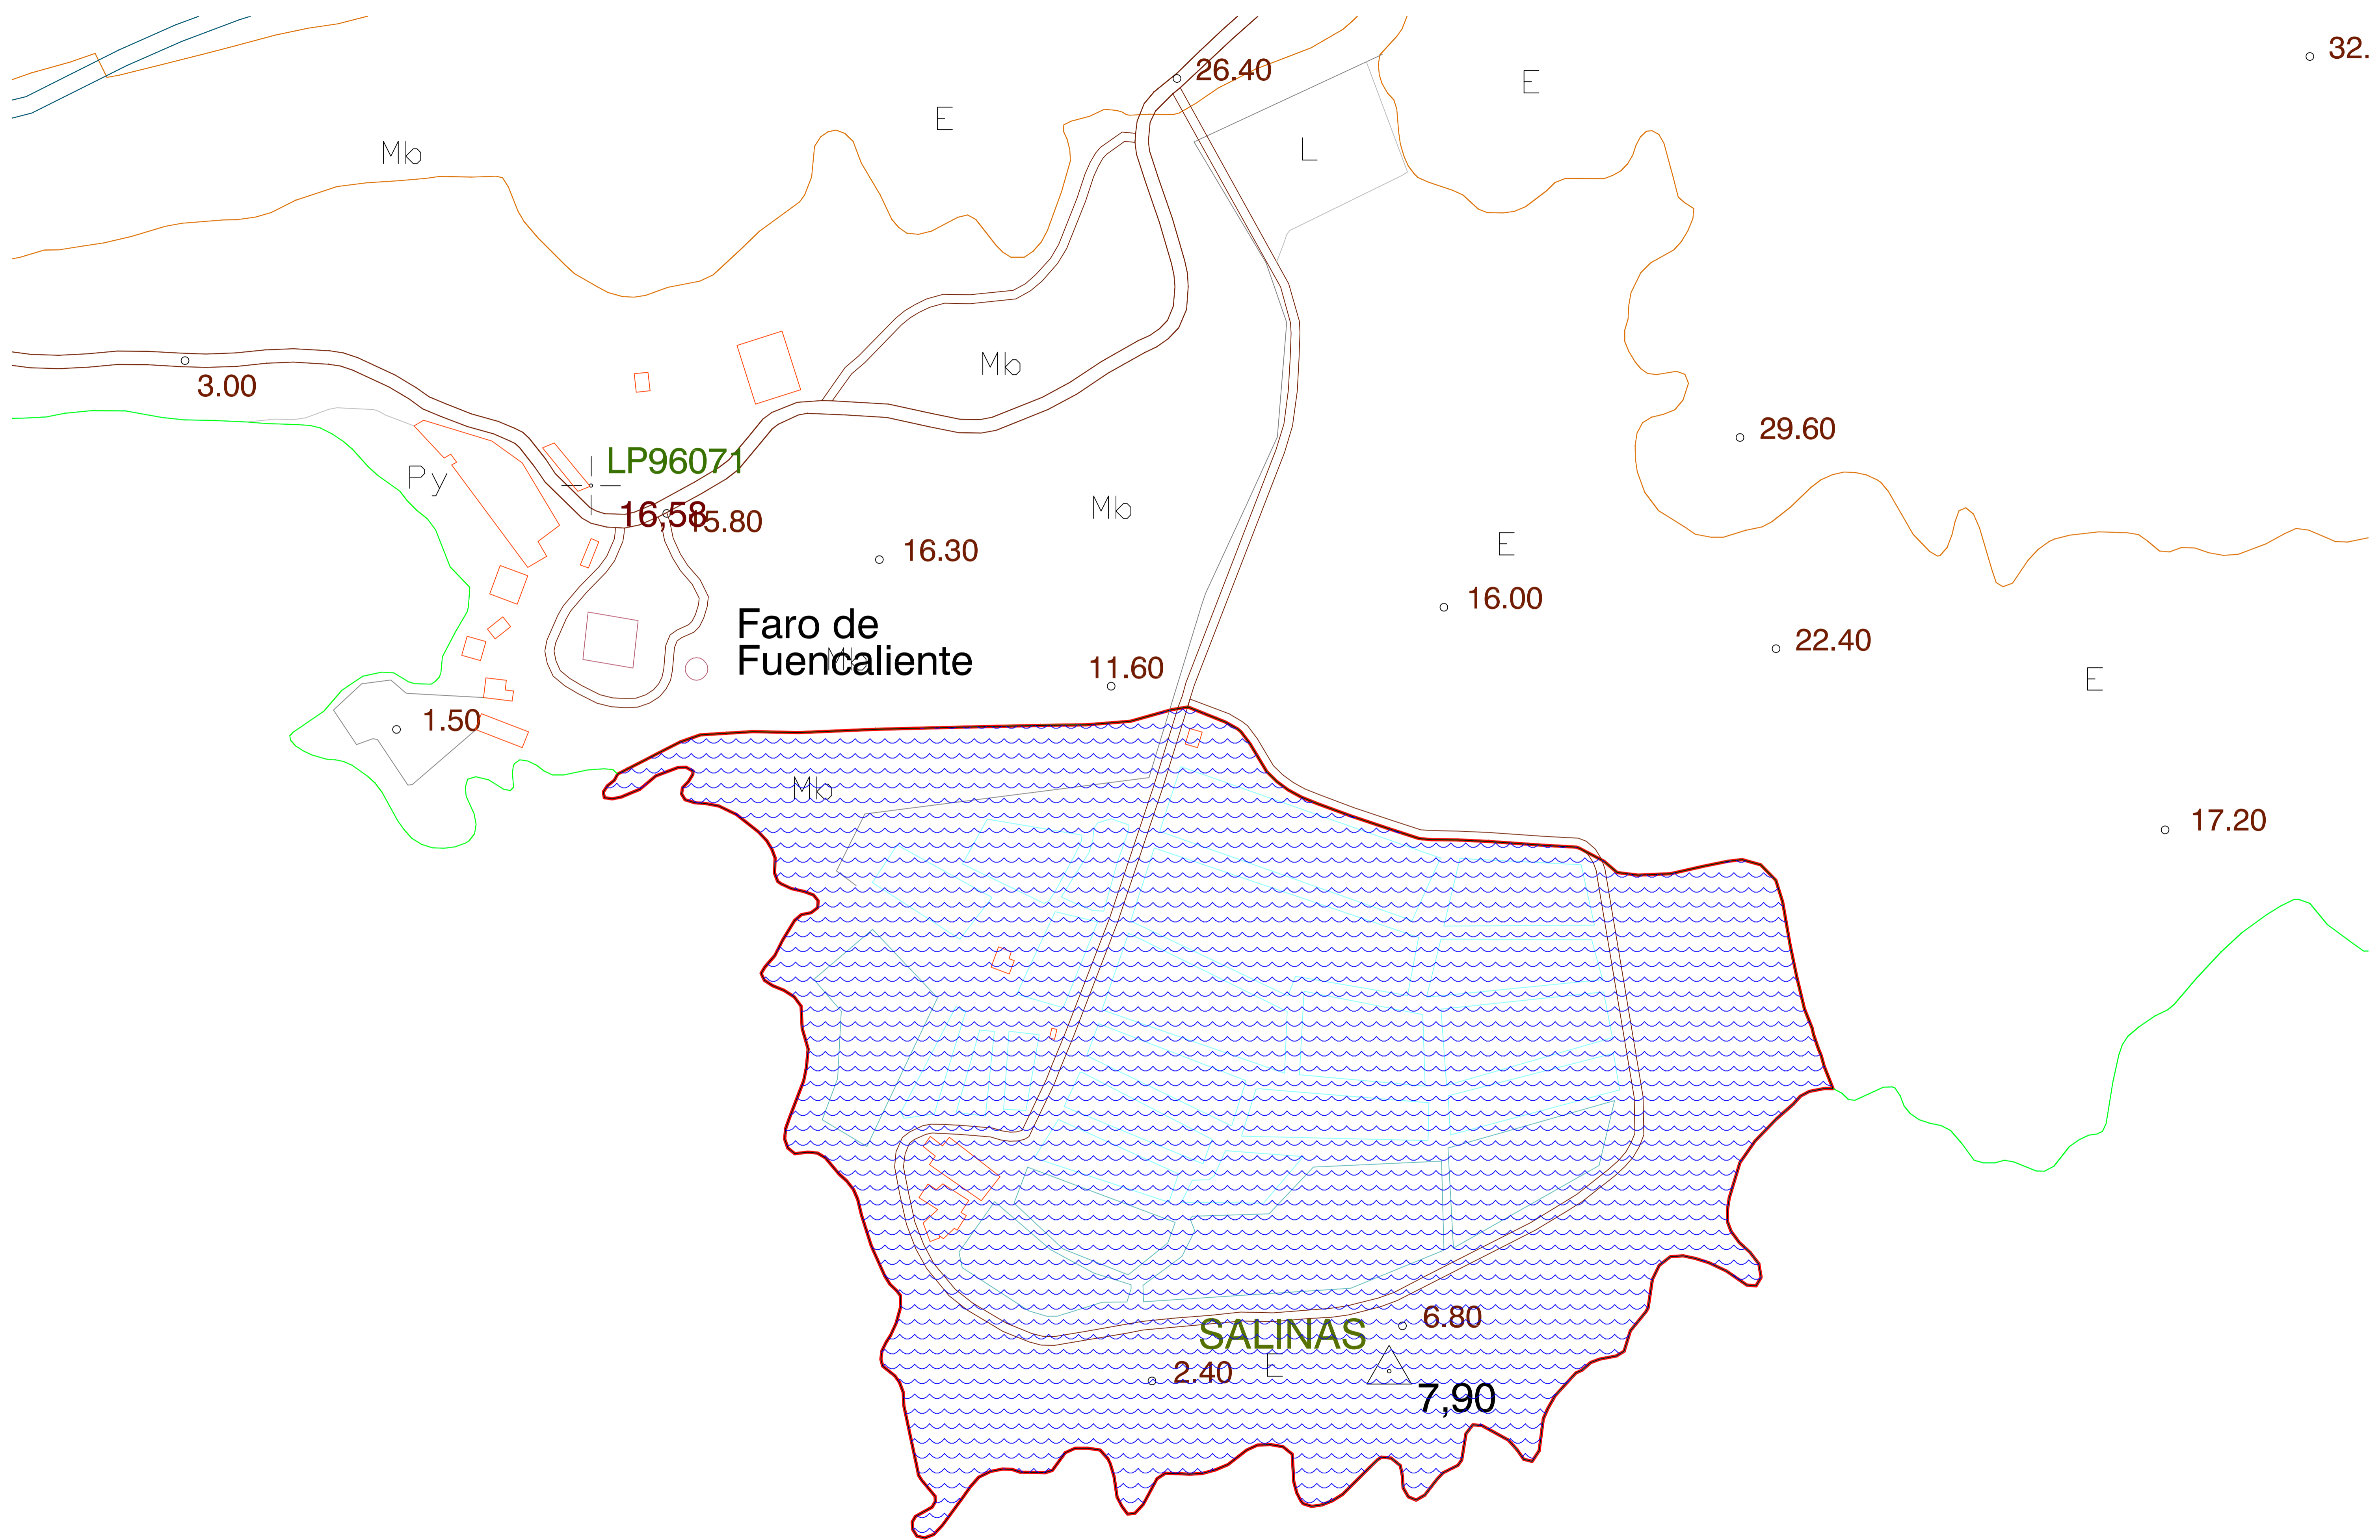 32.
26.40
E
E
Mb
L
Mb
3.00
29.60
LP96071
Py
Mb
16,58
15.80
16.30
E
16.00
Faro de
Fuencaliente
Mb
22.40
11.60
E
1.50
Mb
17.20
6.80
SALINAS
E
2.40
7,90